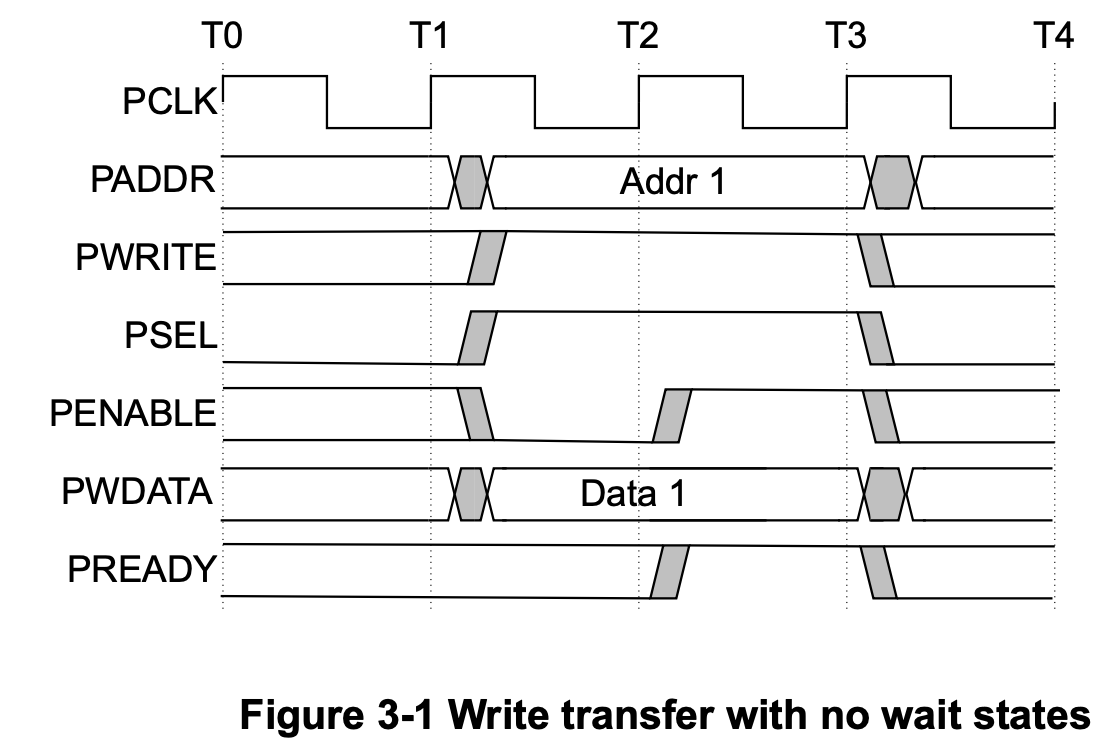 T0 T1 T2 T3 T4
PCLK
PADDR Addr 1
PWRITE
PSEL
PENABLE
PWDATA Data 1
PREADY
Figure 3-1 Write transfer with no wait states